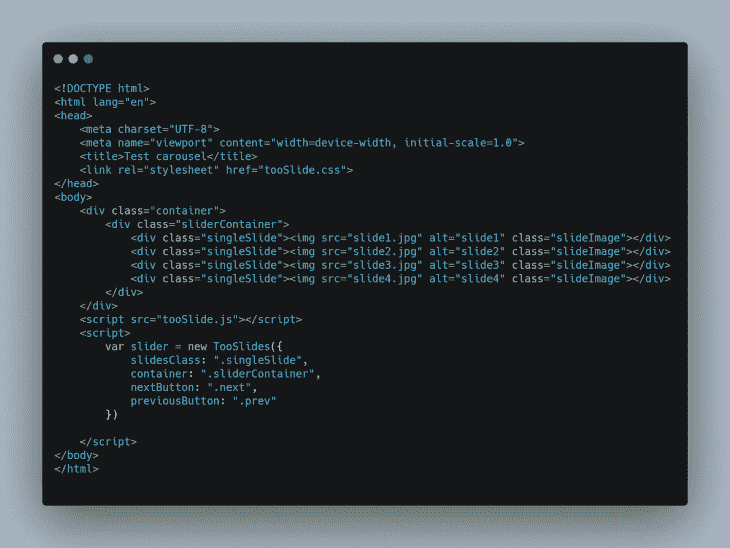 <!DOCTYPE html>
<html lang="en">
<head>
    <meta charset="UTF-8">
    <meta name="viewport" content="width=device-width, initial-scale=1.0">
    <title>Test carousel</title>
    <link rel="stylesheet" href="tooSlide.css">
</head>
<body>
    <div class="container">
        <div class="sliderContainer">
            <div class="singleSlide"><img src="slide1.jpg" alt="slide1" class="slideImage"></div>
            <div class="singleSlide"><img src="slide2.jpg" alt="slide2" class="slideImage"></div>
            <div class="singleSlide"><img src="slide3.jpg" alt="slide3" class="slideImage"></div>
            <div class="singleSlide"><img src="slide4.jpg" alt="slide4" class="slideImage"></div>
        </div>
    </div>
    <script src="tooSlide.js"></script>
    <script>
        var slider = new TooSlides({
            slidesClass: ".singleSlide",
            container: ".sliderContainer",
            nextButton: ".next",
            previousButton: ".prev"
        })

    </script>
</body>
</html>